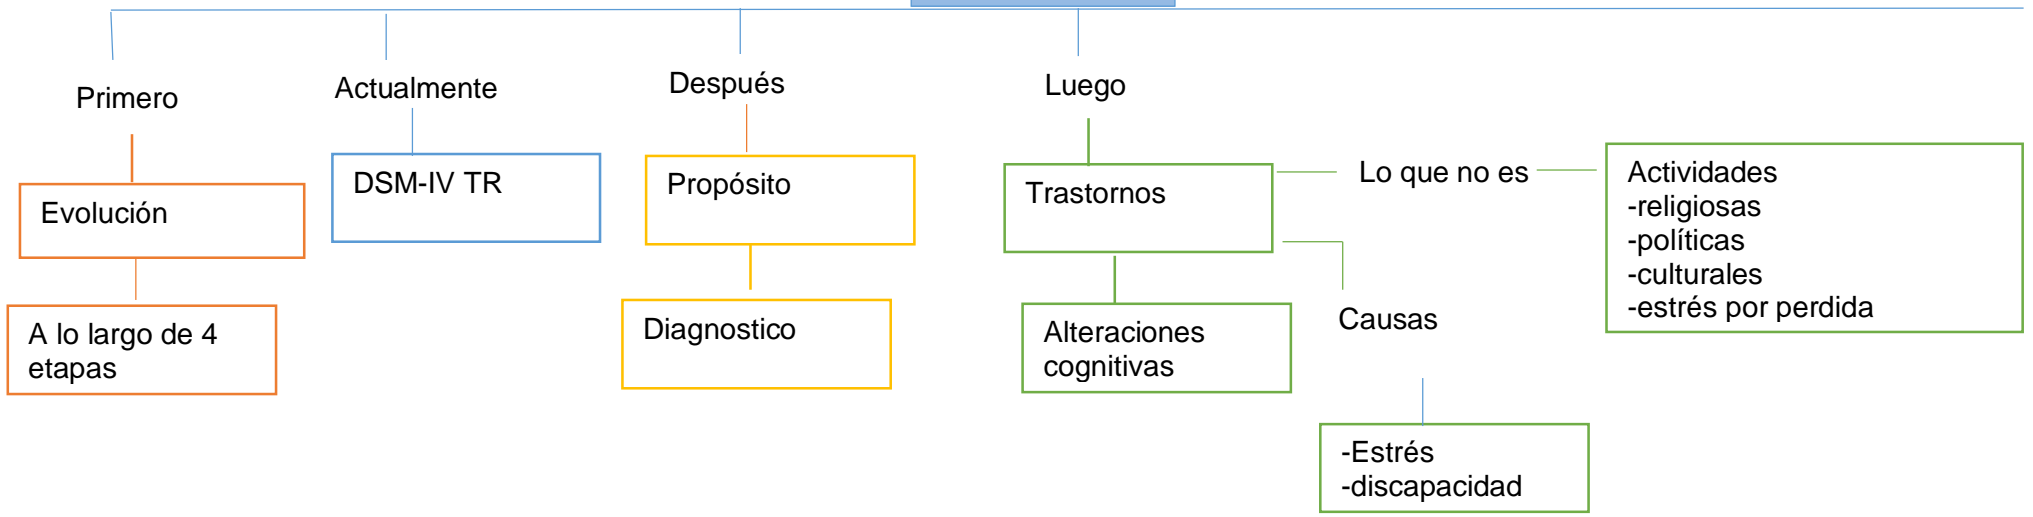 Primero
Actualmente
Después
Luego
Evolución
DSM-IV TR
Propósito
Trastornos
Lo que no es
Actividades
-religiosas
-políticas
-culturales
-estrés por perdida
A lo largo de 4
etapas
Diagnostico
Alteraciones
cognitivas
Causas
-Estrés
-discapacidad